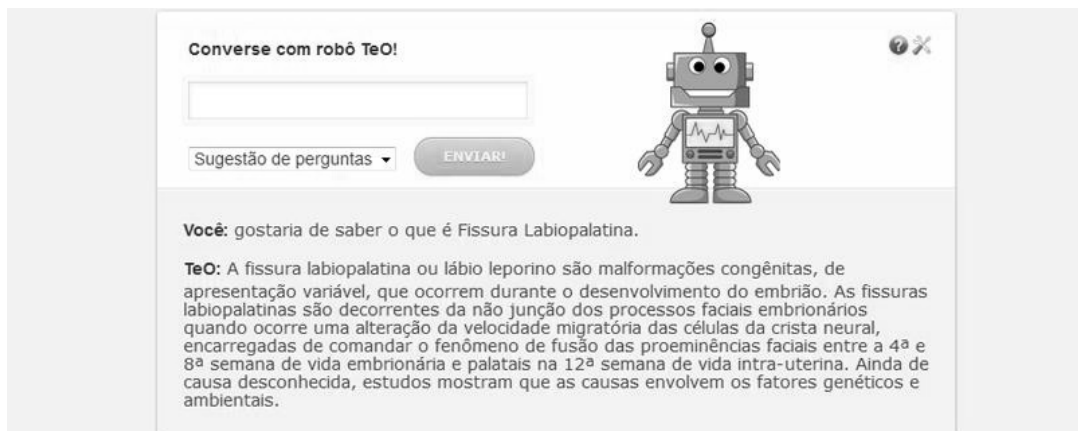 Converse com robô TeO!
Sugestão de perguntas
ENVIAR!
Você: gostaria de saber o que é Fissura Labiopalatina.
TeO: A fissura labiopalatina ou lábio leporino são malformações congênitas, de
apresentação variável, que ocorrem durante o desenvolvimento do embrião. As fissuras
labiopalatinas são decorrentes da não junção dos processos faciais embrionários
quando ocorre uma alteração da velocidade migratória das células da crista neural,
encarregadas de comandar o fenômeno de fusão das proeminências faciais entre a 4ª e
8ª semana de vida embrionária e palatais na 12ª semana de vida intra-uterina. Ainda de
causa desconhecida, estudos mostram que as causas envolvem os fatores genéticos e
ambientais.